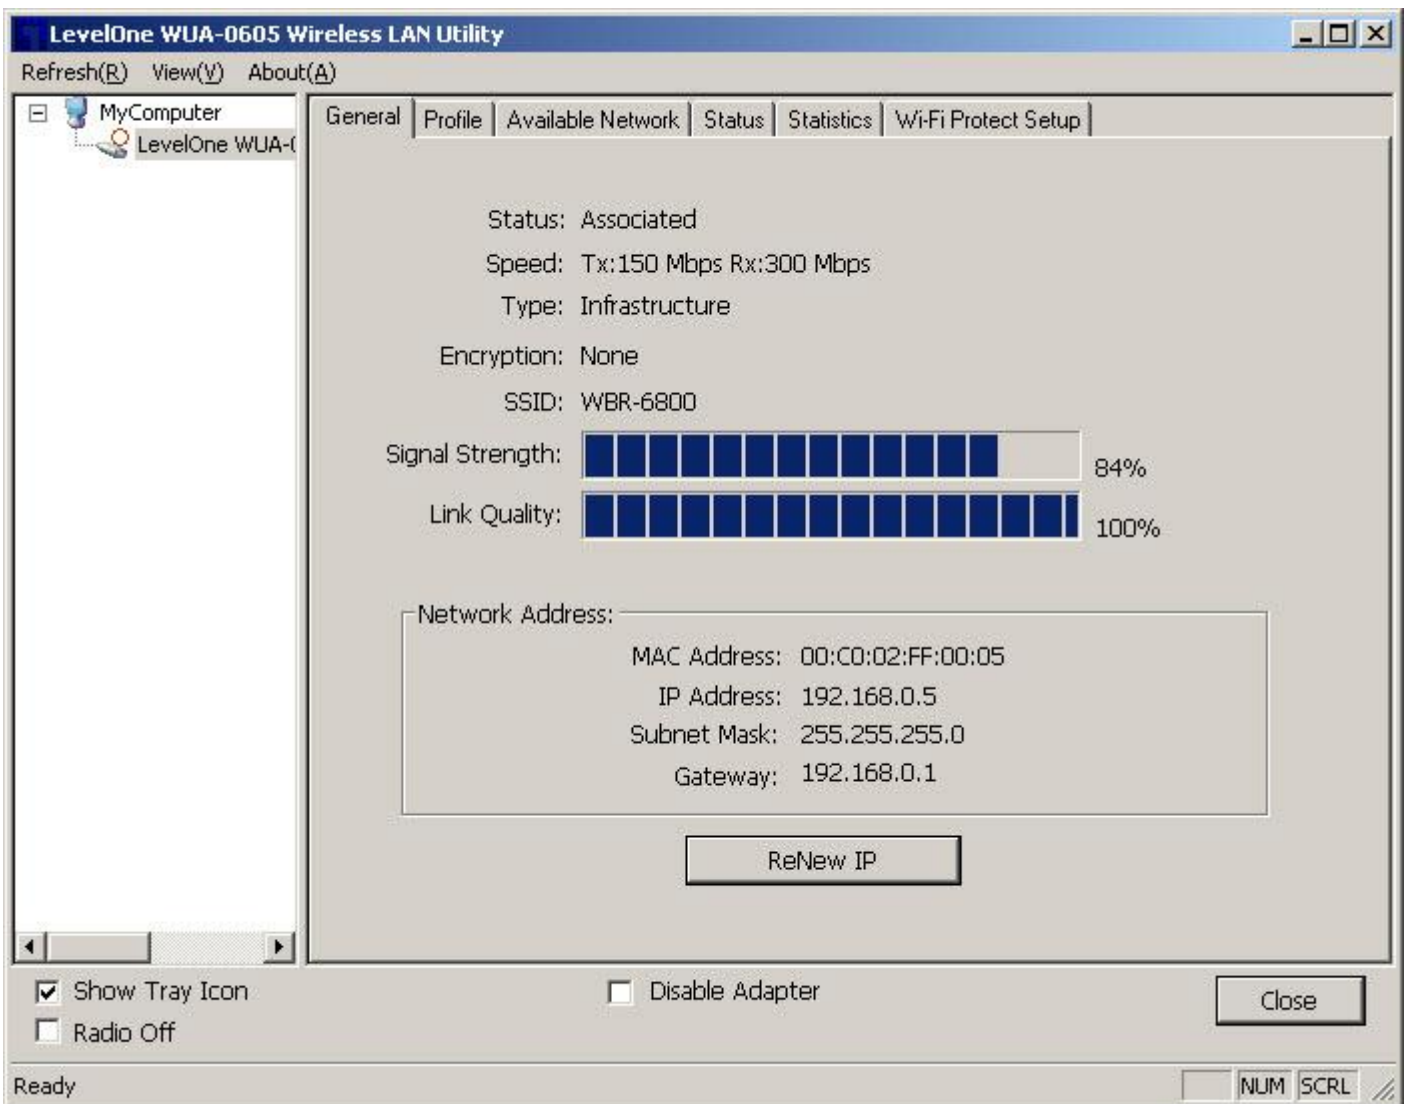 LevelOne WUA-0605 Wireless LAN Utility
Refresh(R) View(V) About(A)
MyComputer
LevelOne WUA-0
General Profile Available Network Status Statistics Wi-Fi Protect Setup
Status: Associated
Speed: Tx:150 Mbps Rx:300 Mbps
Type: Infrastructure
Encryption: None
SSID: WBR-6800
Signal Strength: 84%
Link Quality: 100%
Network Address:
MAC Address: 00:C0:02:FF:00:05
IP Address: 192.168.0.5
Subnet Mask: 255.255.255.0
Gateway: 192.168.0.1
ReNew IP
Show Tray Icon Disable Adapter Close
Radio Off
Ready NUM SCRL